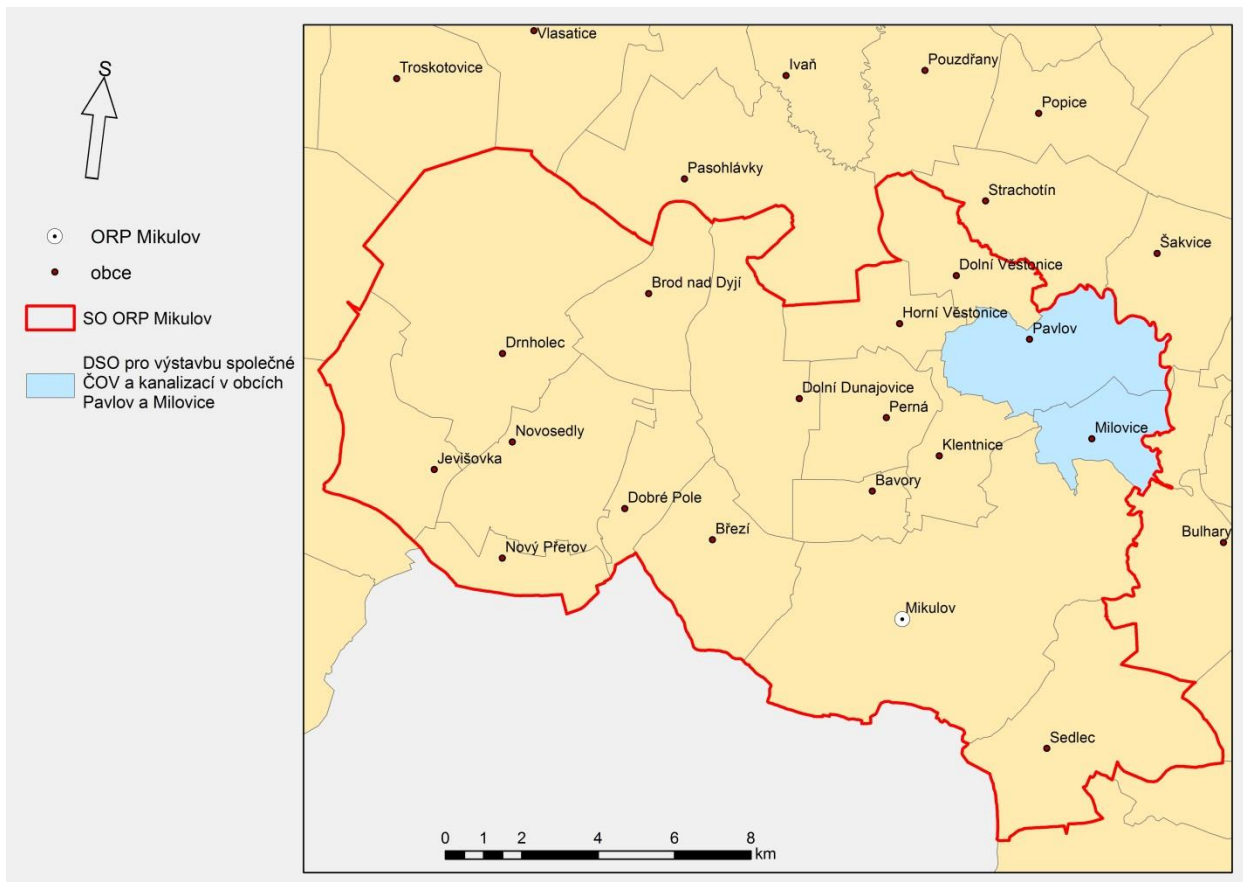 S
ORP Mikulov
obce
SO ORP Mikulov
DSO pro výstavbu společné
ČOV a kanalizací v obcích
Pavlov a Milovice
Vlasatice
Troskotovice
Ivaň
Pouzdřany
Popice
Pasohlávky
Strachotín
Šakvice
Dolní Věstonice
Brod nad Dyjí
Horní Věstonice
Pavlov
Drnholec
Dolní Dunajovice
Perná
Milovice
Novosedly
Klentnice
Jevišovka
Bavory
Dobré Pole
Březí
Bulhary
Nový Přerov
Mikulov
Sedlec
0 1 2 4 6 8
km